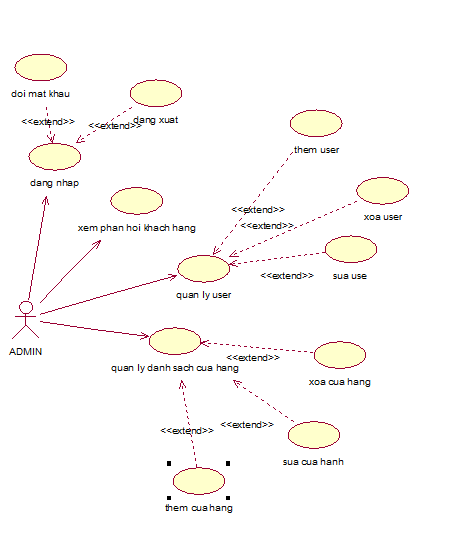 doi mat khau
<<extend>>
<<extend>>
dang xuat
them user
dang nhap
xoa user
<<extend>>
xem phan hoi khach hang
<<extend>>
<<extend>>
sua use
quan ly user
ADMIN
<<extend>>
quan ly danh sach cua hang
xoa cua hang
<<extend>>
<<extend>>
sua cua hanh
them cua hang